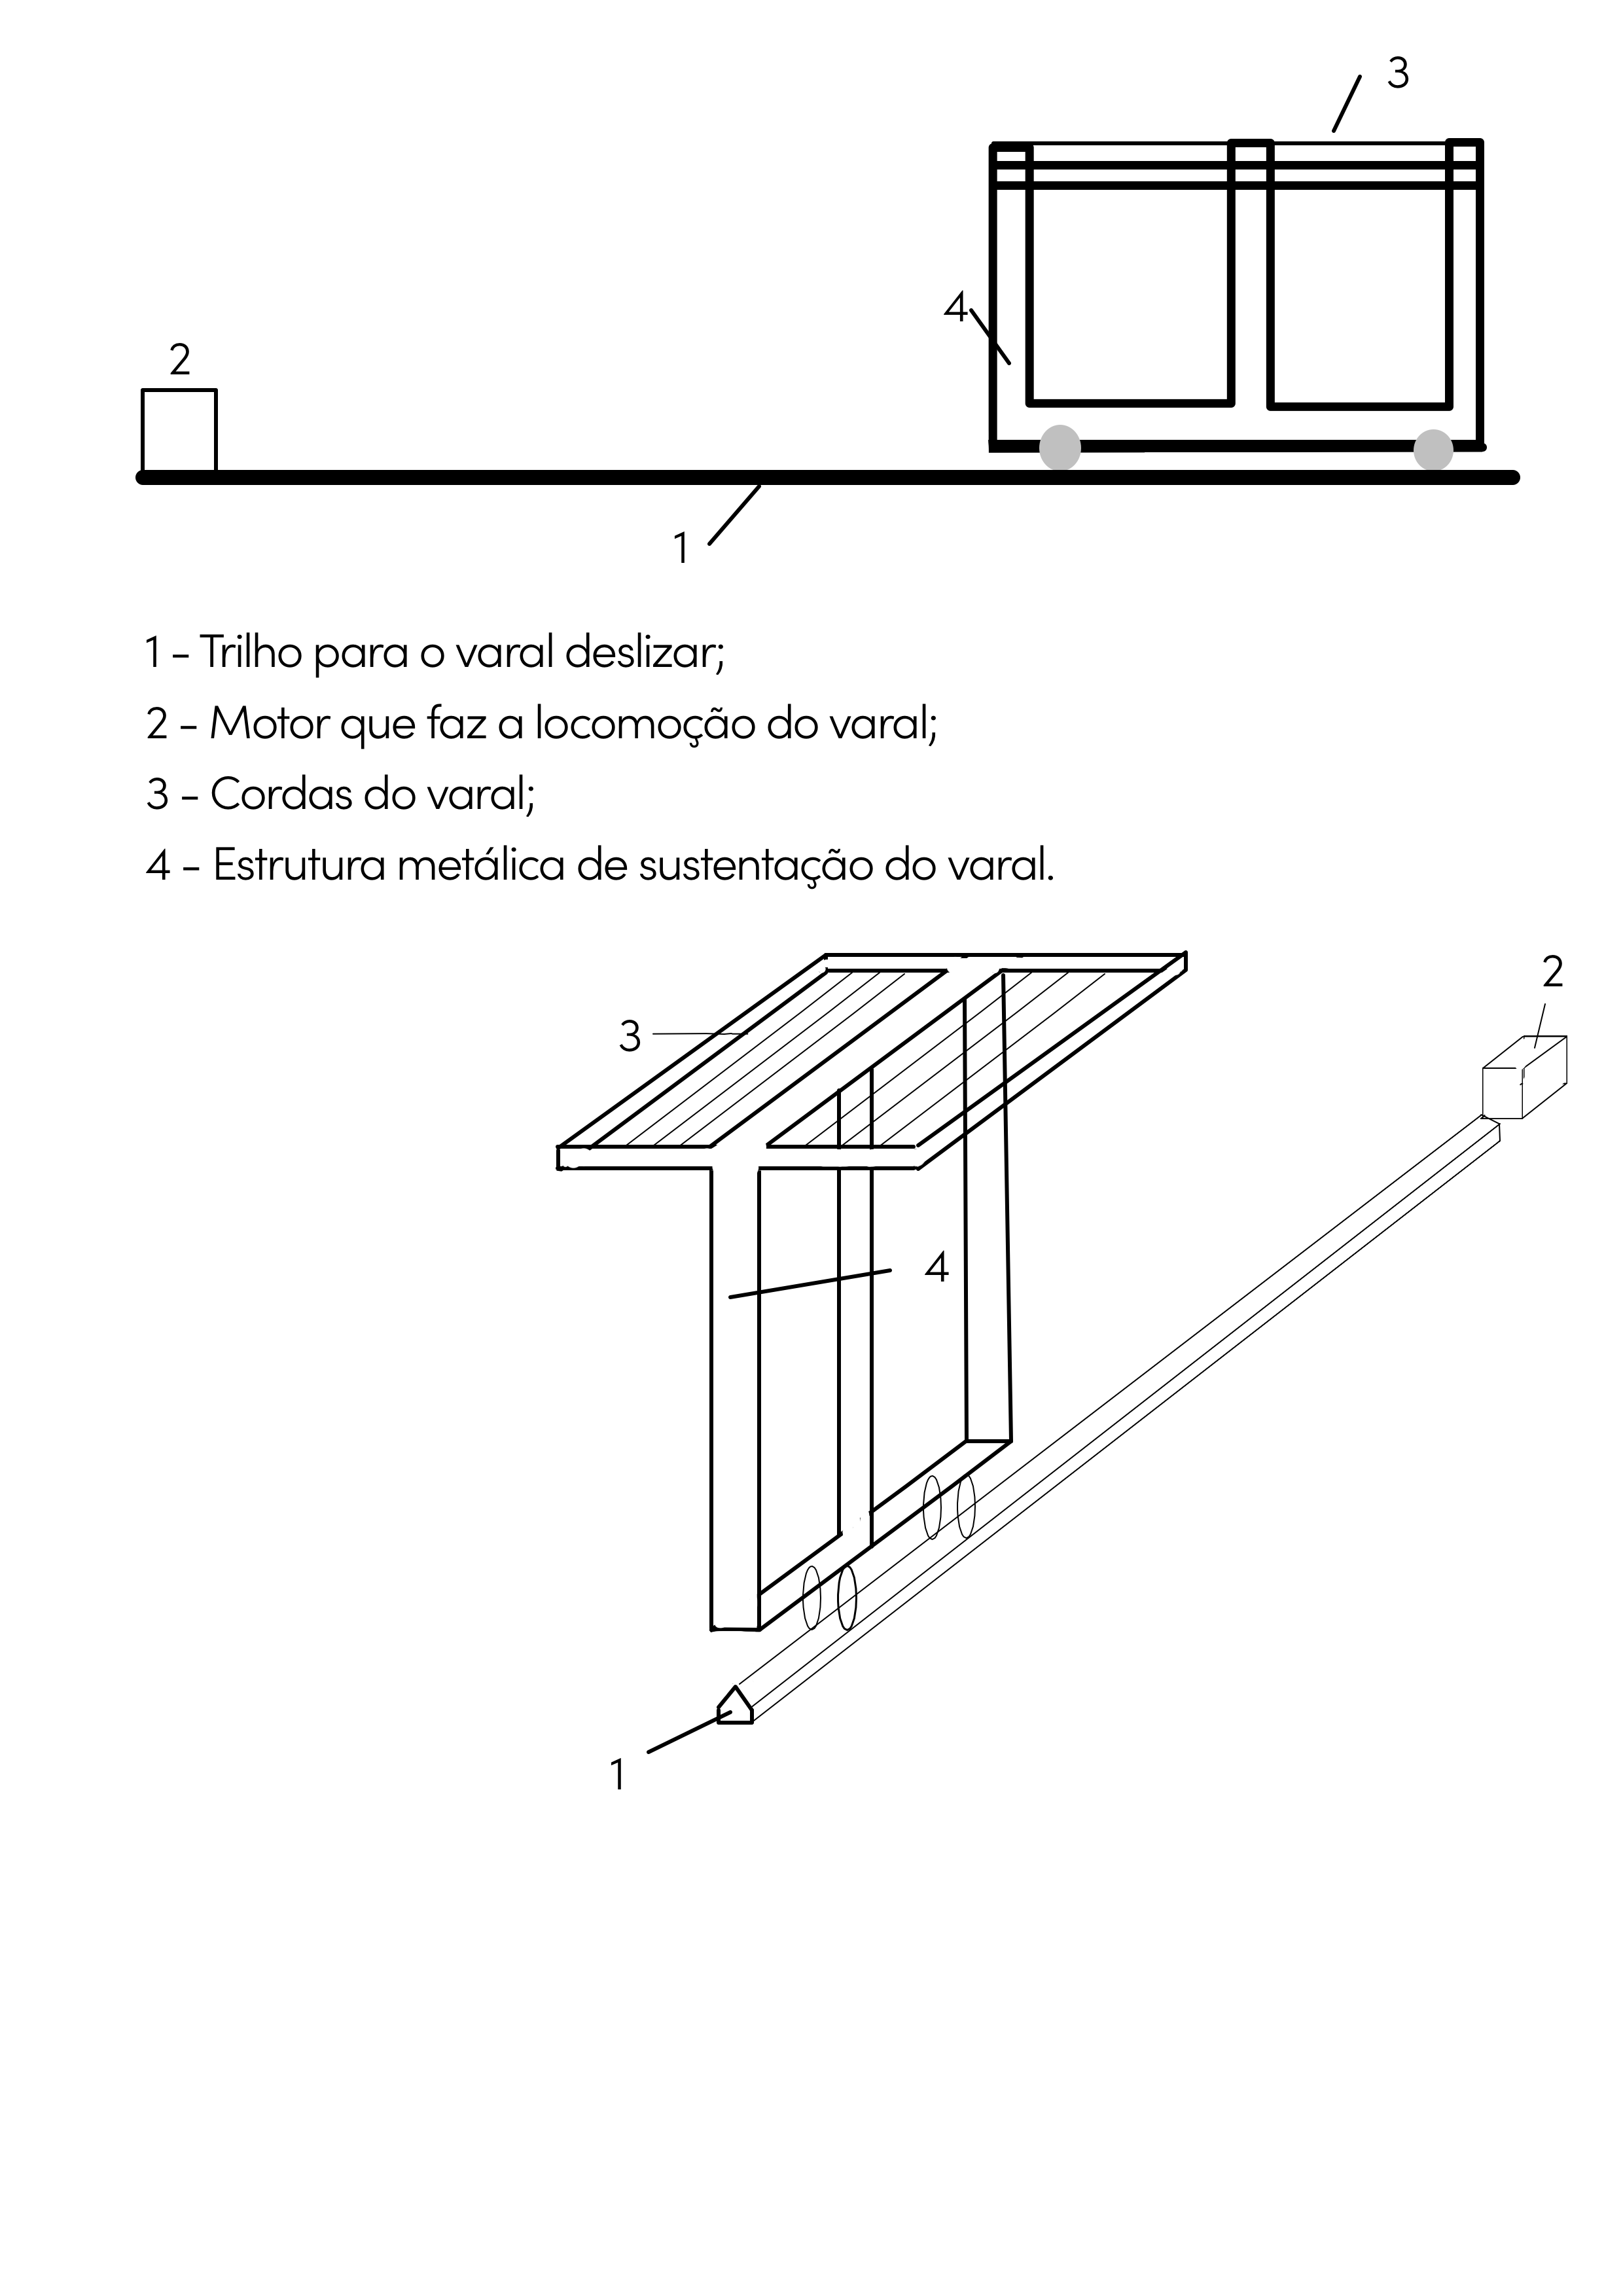 3
4
2
1
1 - Trilho para o varal deslizar;
2 - Motor que faz a locomoção do varal;
3 - Cordas do varal;
4 - Estrutura metálica de sustentação do varal.
2
3
4
1